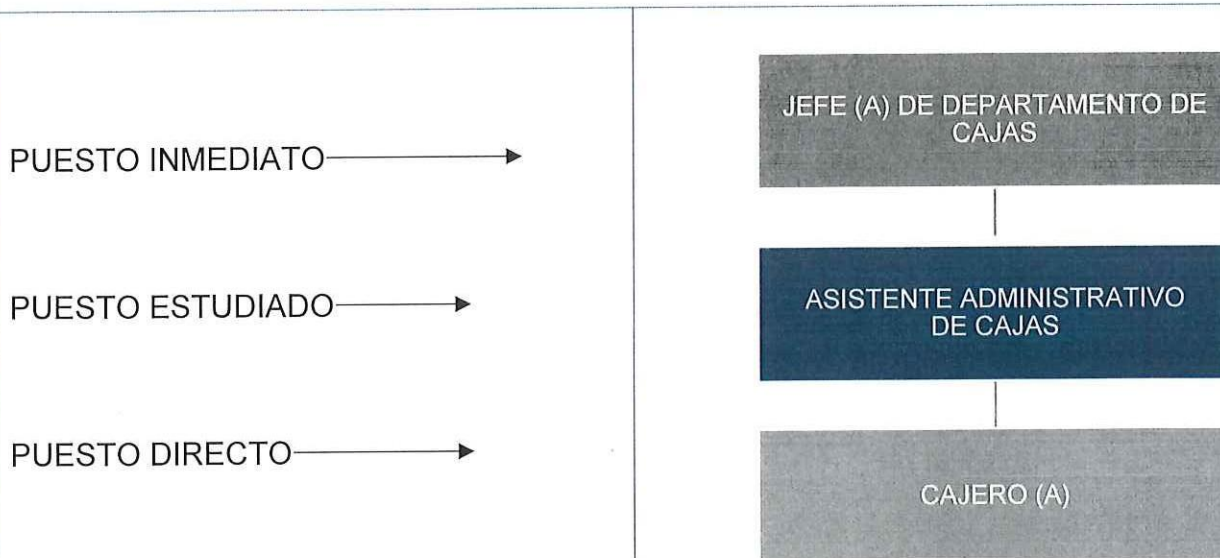 PUESTO INMEDIATO
JEFE (A) DE DEPARTAMENTO DE
CAJAS
PUESTO ESTUDIADO
ASISTENTE ADMINISTRATIVO
DE CAJAS
PUESTO DIRECTO
CAJERO (A)